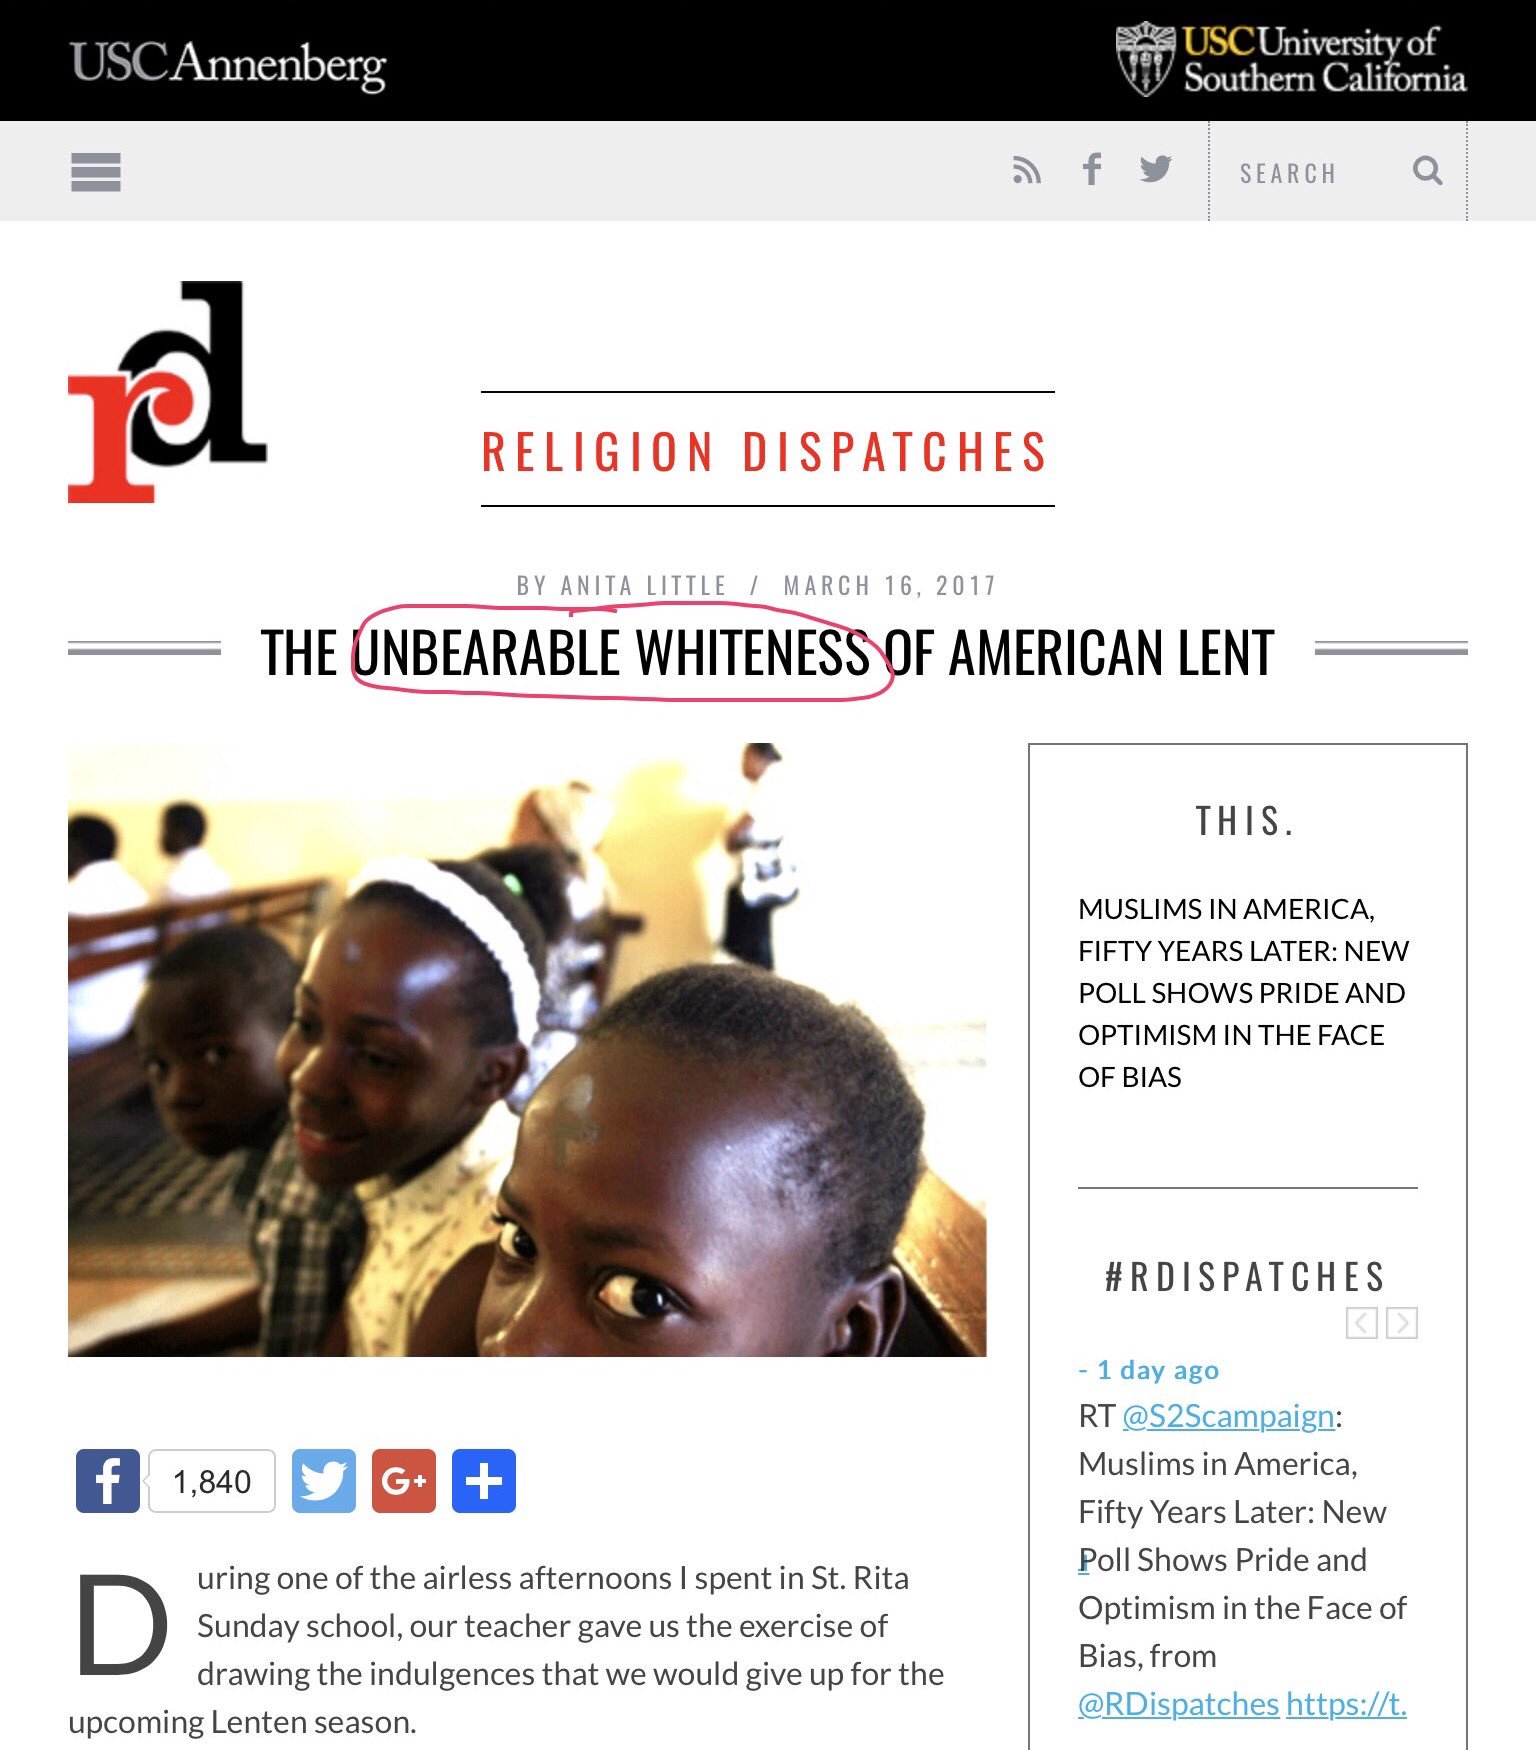 USCAnnenberg
USC University of
Southern California
SEARCH
rd
RELIGION DISPATCHES
BY ANITA LITTLE / MARCH 16, 2017
THE UNBEARABLE WHITENESS OF AMERICAN LENT
THIS.
MUSLIMS IN AMERICA,
FIFTY YEARS LATER: NEW
POLL SHOWS PRIDE AND
OPTIMISM IN THE FACE
OF BIAS
#RDISPATCHES
- 1 day ago
RT @S2Scampaign:
Muslims in America,
Fifty Years Later: New
Poll Shows Pride and
Optimism in the Face of
Bias, from
@RDispatches https://t.
f
1,840
G+
During one of the airless afternoons I spent in St. Rita
Sunday school, our teacher gave us the exercise of
drawing the indulgences that we would give up for the
upcoming Lenten season.